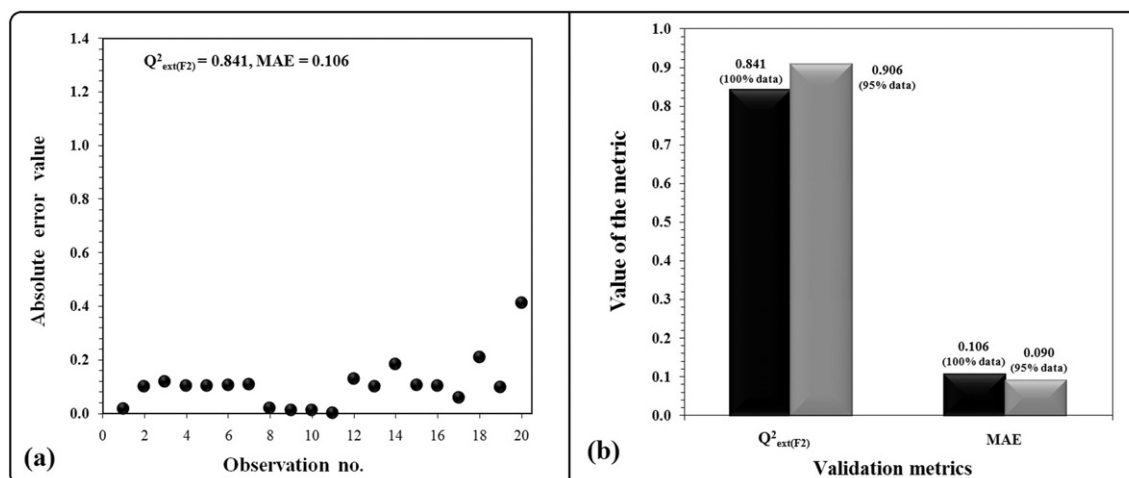 Q²ext(F2) = 0.841, MAE = 0.106
1.4
1.2
1.0
0.8
0.6
0.4
0.2
0.0
Absolute error value
0 2 4 6 8 10 12 14 16 18 20
Observation no.
(a)
1.0
0.9
0.8
0.7
0.6
0.5
0.4
0.3
0.2
0.1
0.0
Value of the metric
0.841
(100% data)
0.906
(95% data)
0.106
(100% data)
0.090
(95% data)
Q²ext(F2) MAE
Validation metrics
(b)